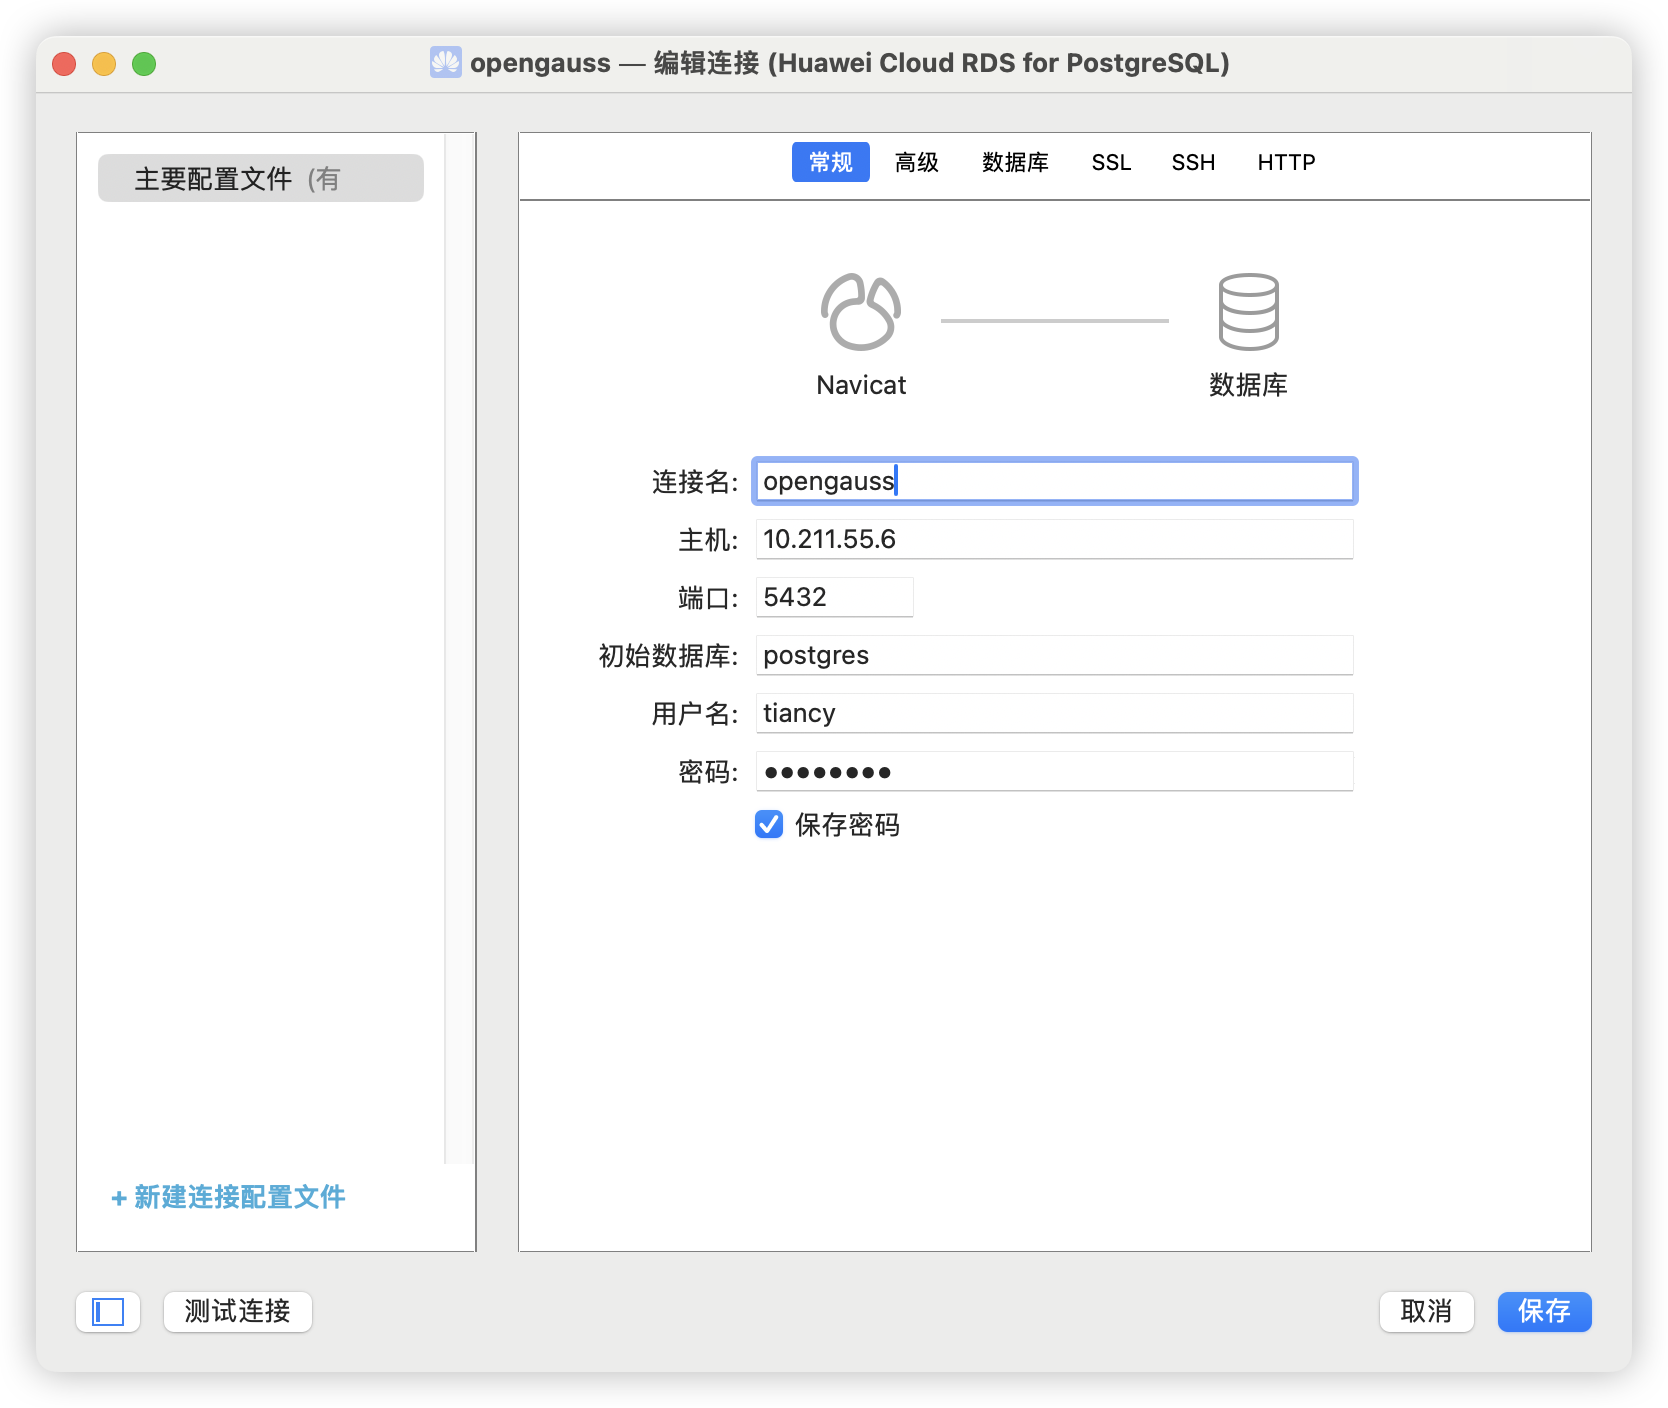 opengauss — 编辑连接 (Huawei Cloud RDS for PostgreSQL)
主要配置文件 (有
常规 高级 数据库 SSL SSH HTTP
Navicat 数据库
连接名: opengauss
主机: 10.211.55.6
端口: 5432
初始数据库: postgres
用户名: tiancy
密码: ●●●●●●●●
保存密码
+ 新建连接配置文件
测试连接 取消 保存